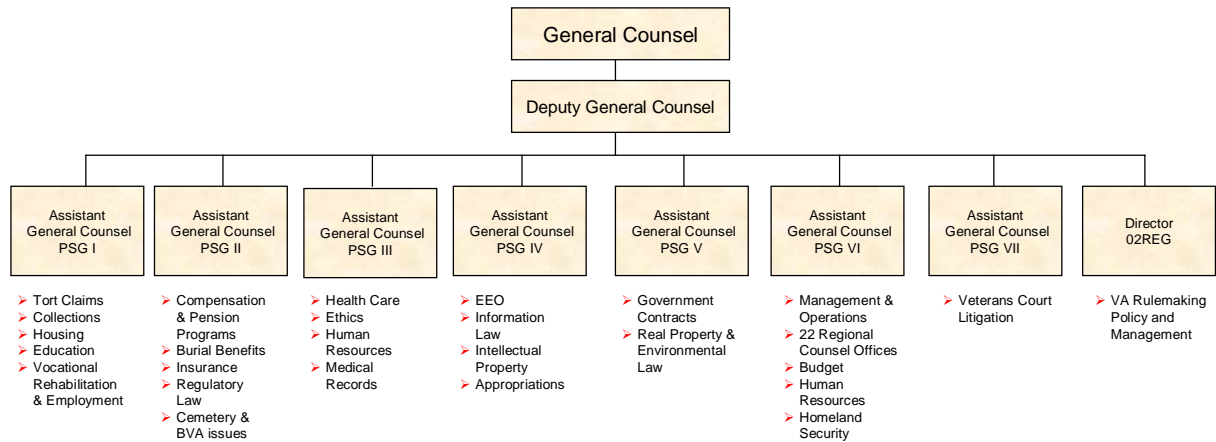 General Counsel
Deputy General Counsel
Assistant
General Counsel
PSG I
Assistant
General Counsel
PSG II
Assistant
General Counsel
PSG III
Assistant
General Counsel
PSG IV
Assistant
General Counsel
PSG V
Assistant
General Counsel
PSG VI
Assistant
General Counsel
PSG VII
Director
02REG
➢ Tort Claims
➢ Collections
➢ Housing
➢ Education
➢ Vocational
Rehabilitation
& Employment
➢ Compensation
& Pension
Programs
➢ Burial Benefits
➢ Insurance
➢ Regulatory
Law
➢ Cemetery &
BVA issues
➢ Health Care
➢ Ethics
➢ Human
Resources
➢ Medical
Records
➢ EEO
➢ Information
Law
➢ Intellectual
Property
➢ Appropriations
➢ Government
Contracts
➢ Real Property &
Environmental
Law
➢ Management &
Operations
➢ 22 Regional
Counsel Offices
➢ Budget
➢ Human
Resources
➢ Homeland
Security
➢ Veterans Court
Litigation
➢ VA Rulemaking
Policy and
Management